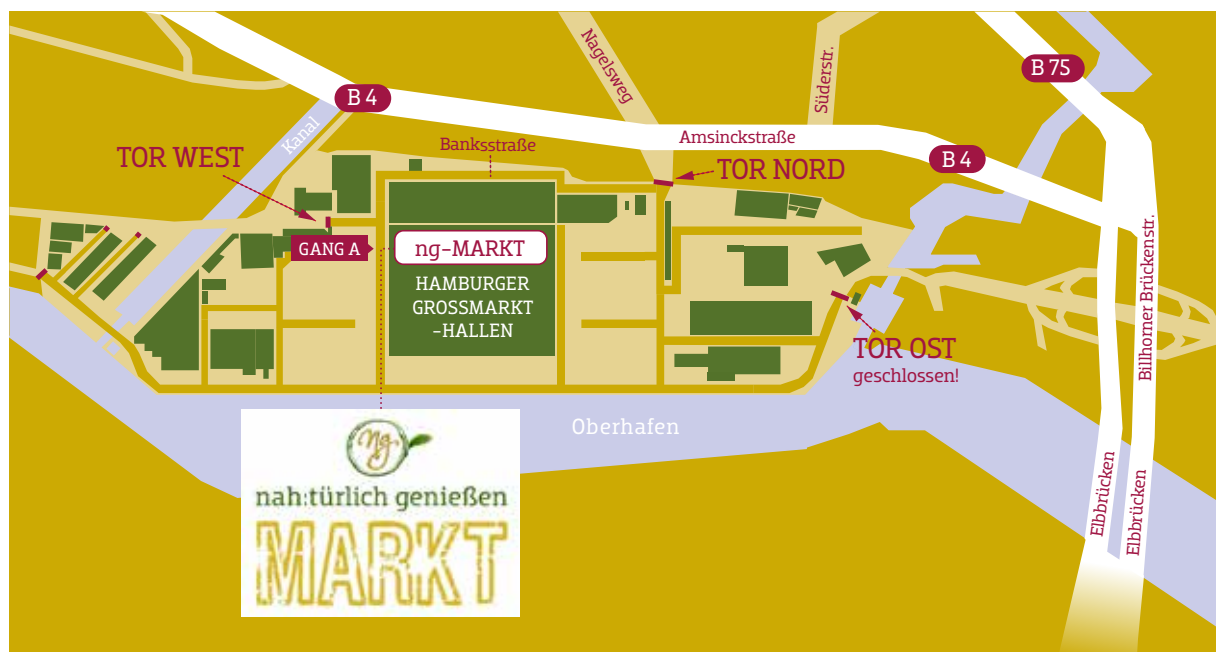 Nagelsweg
Süderstr.
B 75
B 4
Kanal
Amsinckstraße
Banksstraße
TOR WEST
TOR NORD
B 4
GANG A
ng-MARKT
HAMBURGER
GROSSMARKT
-HALLEN
Billhorner Brückenstr.
TOR OST
geschlossen!
Oberhafen
Elbbrücken
Elbbrücken
ng
nah:türlich genießen
MARKT